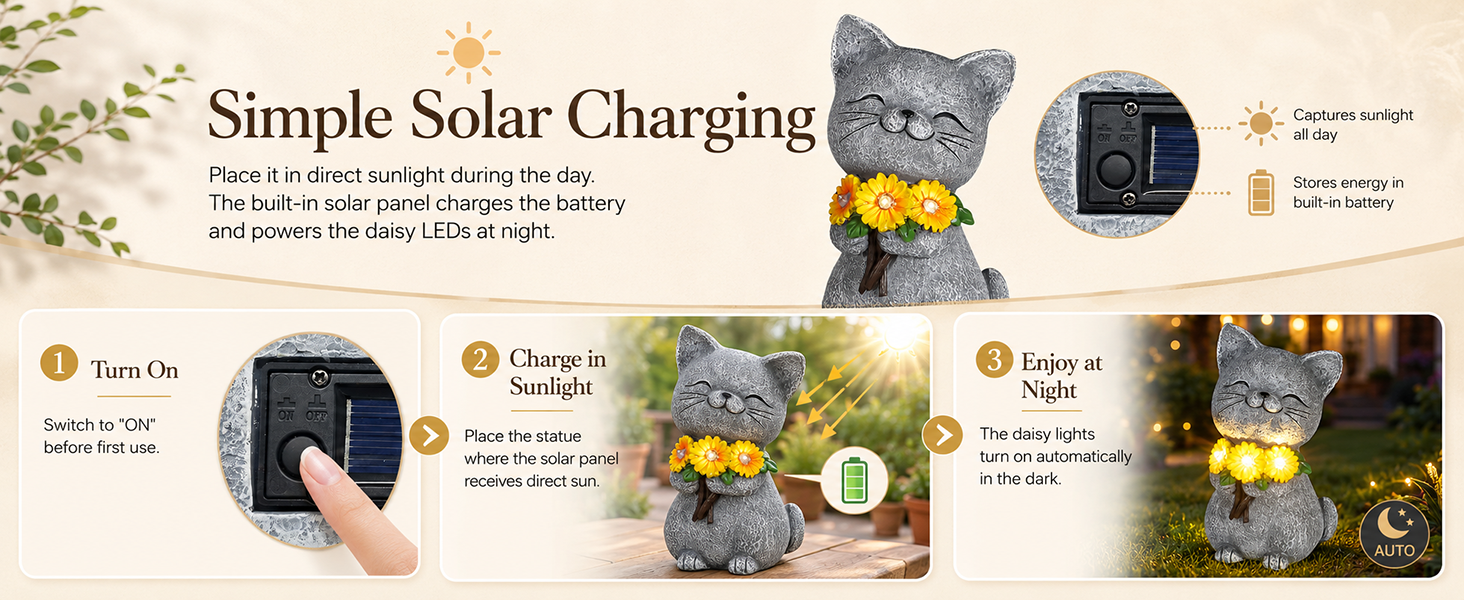 Simple Solar Charging
Place it in direct sunlight during the day.
The built-in solar panel charges the battery
and powers the daisy LEDs at night.
ON OFF
Captures sunlight
all day
Stores energy in
built-in battery
1 Turn On
Switch to "ON"
before first use.
ON OFF
2 Charge in
Sunlight
Place the statue
where the solar panel
receives direct sun.
3 Enjoy at
Night
The daisy lights
turn on automatically
in the dark.
AUTO